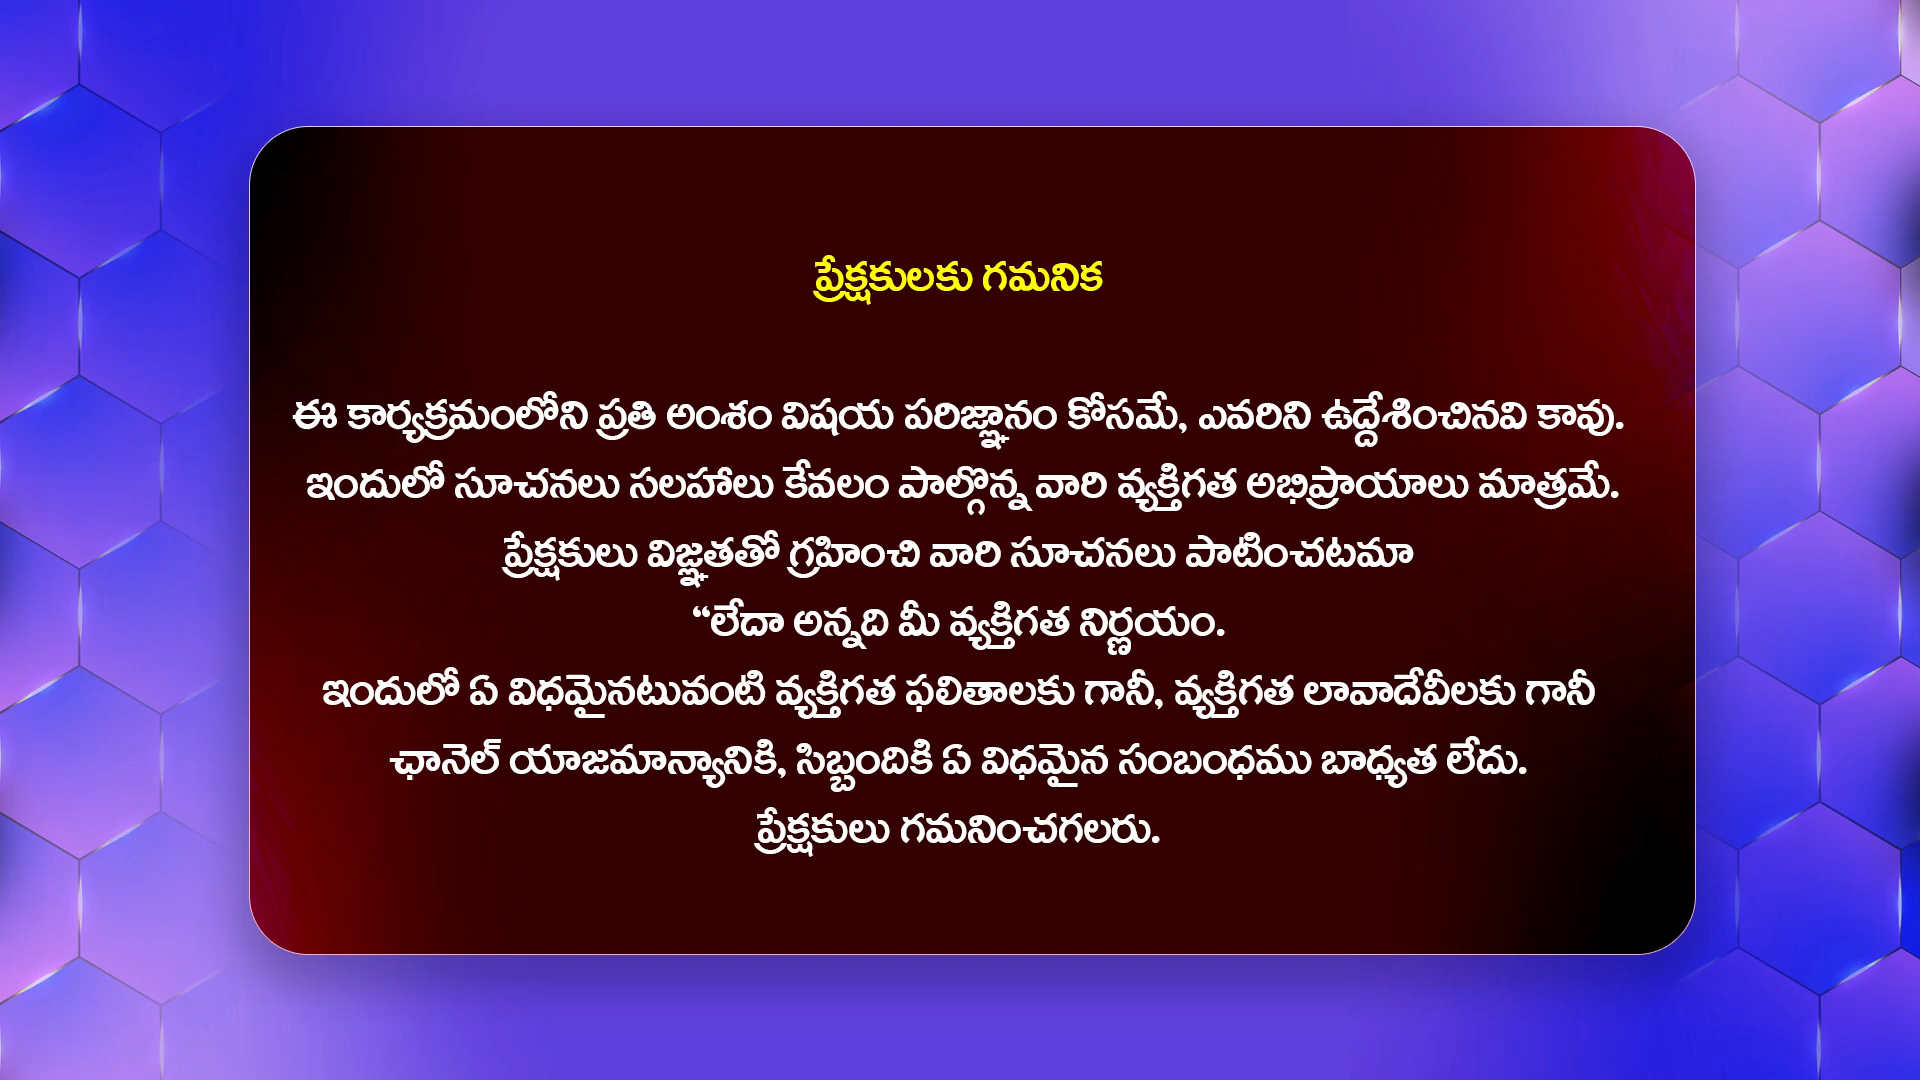 ప్రేక్షకులకు గమనిక
ఈ కార్యక్రమంలోని ప్రతి అంశం విషయ పరిజ్ఞానం కోసమే, ఎవరిని ఉద్దేశించినవి కావు.
ఇందులో సూచనలు సలహాలు కేవలం పాల్గొన్న వారి వ్యక్తిగత అభిప్రాయాలు మాత్రమే.
ప్రేక్షకులు విజ్ఞతతో గ్రహించి వారి సూచనలు పాటించటమా
“లేదా అన్నది మీ వ్యక్తిగత నిర్ణయం.
ఇందులో ఏ విధమైనటువంటి వ్యక్తిగత ఫలితాలకు గానీ, వ్యక్తిగత లావాదేవీలకు గానీ
ఛానెల్ యాజమాన్యానికి, సిబ్బందికి ఏ విధమైన సంబంధము బాధ్యత లేదు.
ప్రేక్షకులు గమనించగలరు.